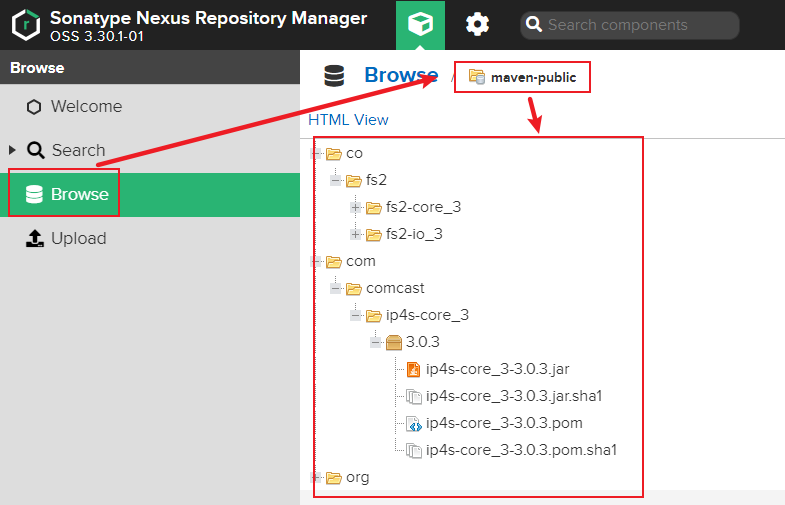 Sonatype Nexus Repository Manager
OSS 3.30.1-01
Search components
Browse
Welcome
Search
Browse
Upload
Browse / maven-public
HTML View
co
fs2
fs2-core_3
fs2-io_3
com
comcast
ip4s-core_3
3.0.3
ip4s-core_3-3.0.3.jar
ip4s-core_3-3.0.3.jar.sha1
ip4s-core_3-3.0.3.pom
ip4s-core_3-3.0.3.pom.sha1
org